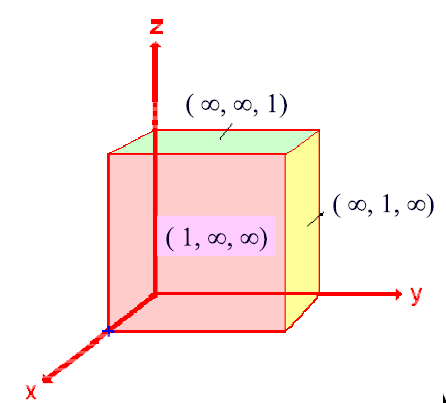 z
( ∞, ∞, 1)
( ∞, 1, ∞)
( 1, ∞, ∞)
y
x